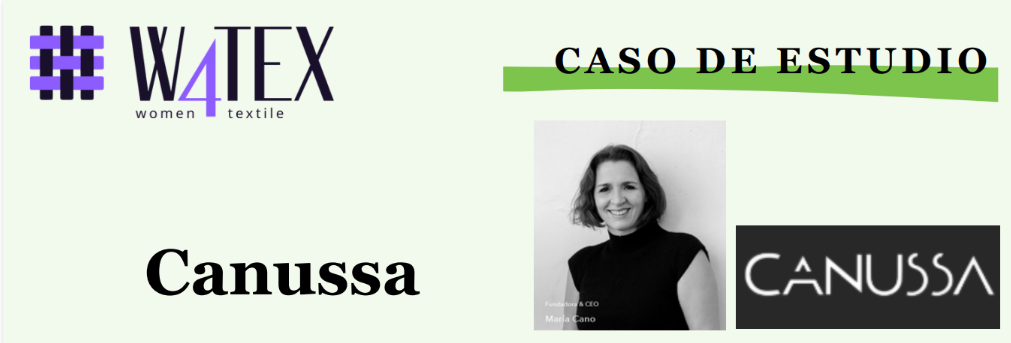 W4TEX
women textile
CASO DE ESTUDIO
Canussa
Fundadora & CEO
María Cano
CANUSSA